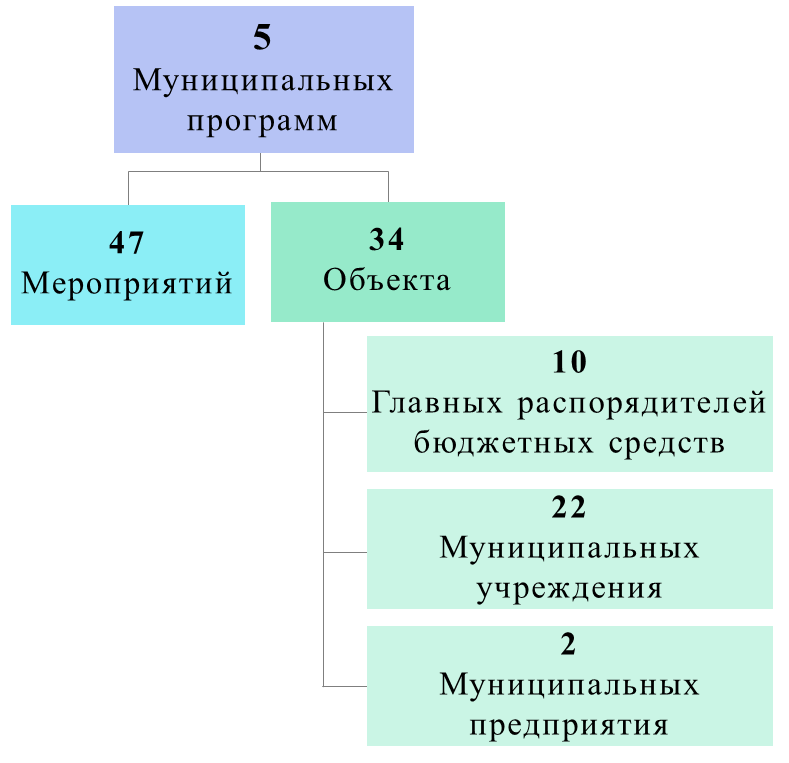 5
Муниципальных
программ
47
Мероприятий
34
Объекта
10
Главных распорядителей
бюджетных средств
22
Муниципальных
учреждения
2
Муниципальных
предприятия